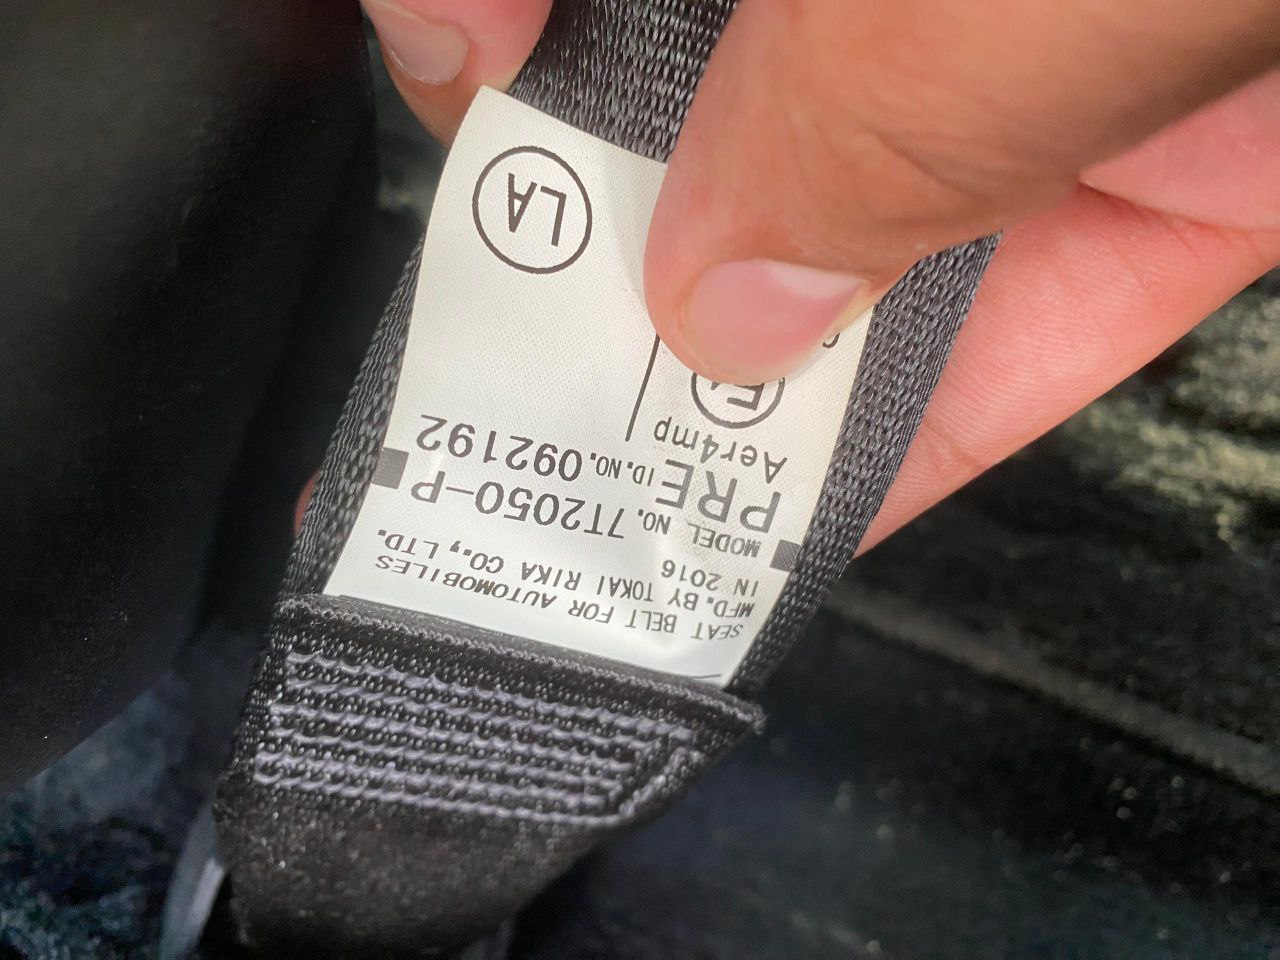 SEAT BELT FOR AUTOMOBILES
MFD. BY TOKAI RIKA CO., LTD.
IN 2016
MODEL NO. 7T2050-P
PRE ID. NO. 092192
Aer4mp
LA